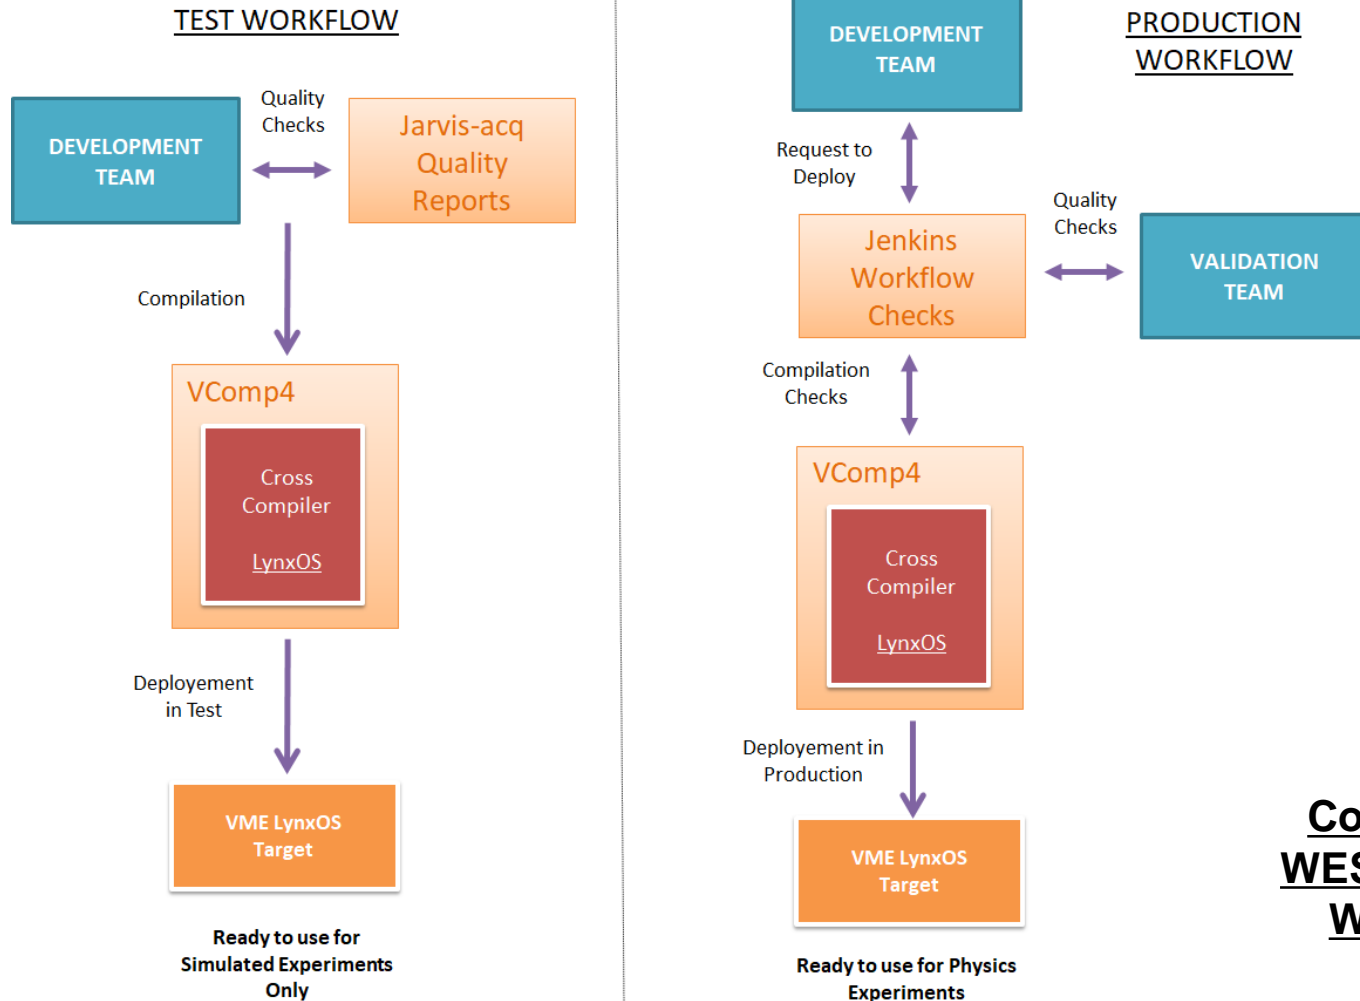 TEST WORKFLOW
DEVELOPMENT
TEAM
Quality
Checks
Jarvis-acq
Quality
Reports
Compilation
VComp4
Cross
Compiler
LynxOS
Deployement
in Test
VME LynxOS
Target
Ready to use for
Simulated Experiments
Only
PRODUCTION
WORKFLOW
DEVELOPMENT
TEAM
Request to
Deploy
Jenkins
Workflow
Checks
Quality
Checks
VALIDATION
TEAM
Compilation
Checks
VComp4
Cross
Compiler
LynxOS
Deployement in
Production
VME LynxOS
Target
Ready to use for Physics
Experiments